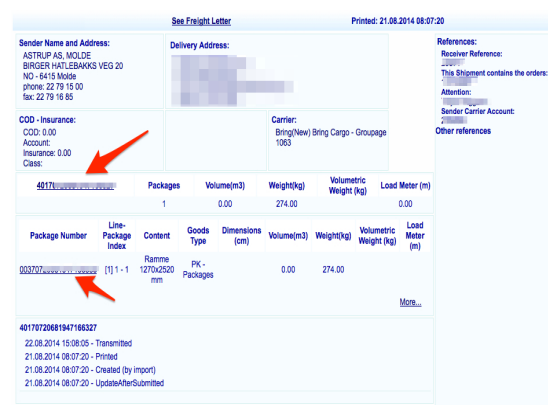 See Freight Letter
Printed: 21.08.2014 08:07:20
Sender Name and Address:
ASTRUP AS, MOLDE
BIRGER HATLEBAKKS VEG 20
NO - 6415 Molde
phone: 22 79 15 00
fax: 22 79 16 85
Delivery Address:
References:
Receiver Reference:
This Shipment contains the orders:
Attention:
Sender Carrier Account:
Other references
COD - Insurance:
COD: 0.00
Account:
Insurance: 0.00
Class:
Carrier:
Bring(New) Bring Cargo - Groupage
1063
Packages Volume(m3) Weight(kg) Volumetric Weight (kg) Load Meter (m)
1 0.00 274.00 0.00
Package Number Line-Package Index Content Goods Type Dimensions (cm) Volume(m3) Weight(kg) Volumetric Weight (kg) Load Meter (m)
[1] 1 - 1 Ramme 1270x2520 mm PK - Packages 0.00 274.00
More...
40170720681947166327
22.08.2014 15:08:05 - Transmitted
21.08.2014 08:07:20 - Printed
21.08.2014 08:07:20 - Created (by import)
21.08.2014 08:07:20 - UpdateAfterSubmitted